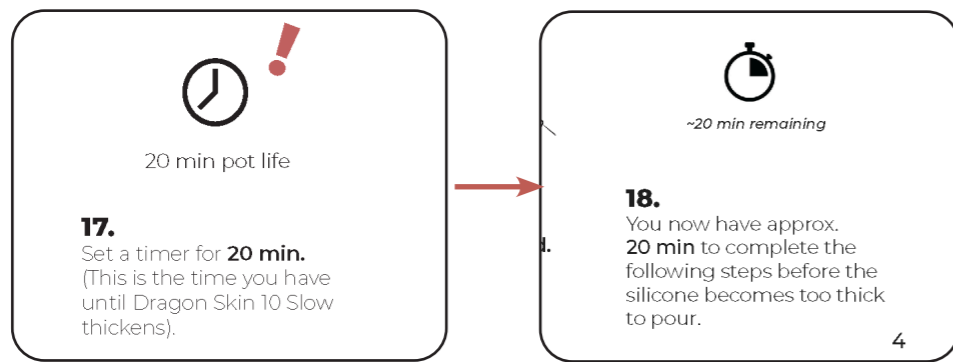 20 min pot life
17.
Set a timer for 20 min.
(This is the time you have
until Dragon Skin 10 Slow
thickens).
d.
~20 min remaining
18.
You now have approx.
20 min to complete the
following steps before the
silicone becomes too thick
to pour.
4